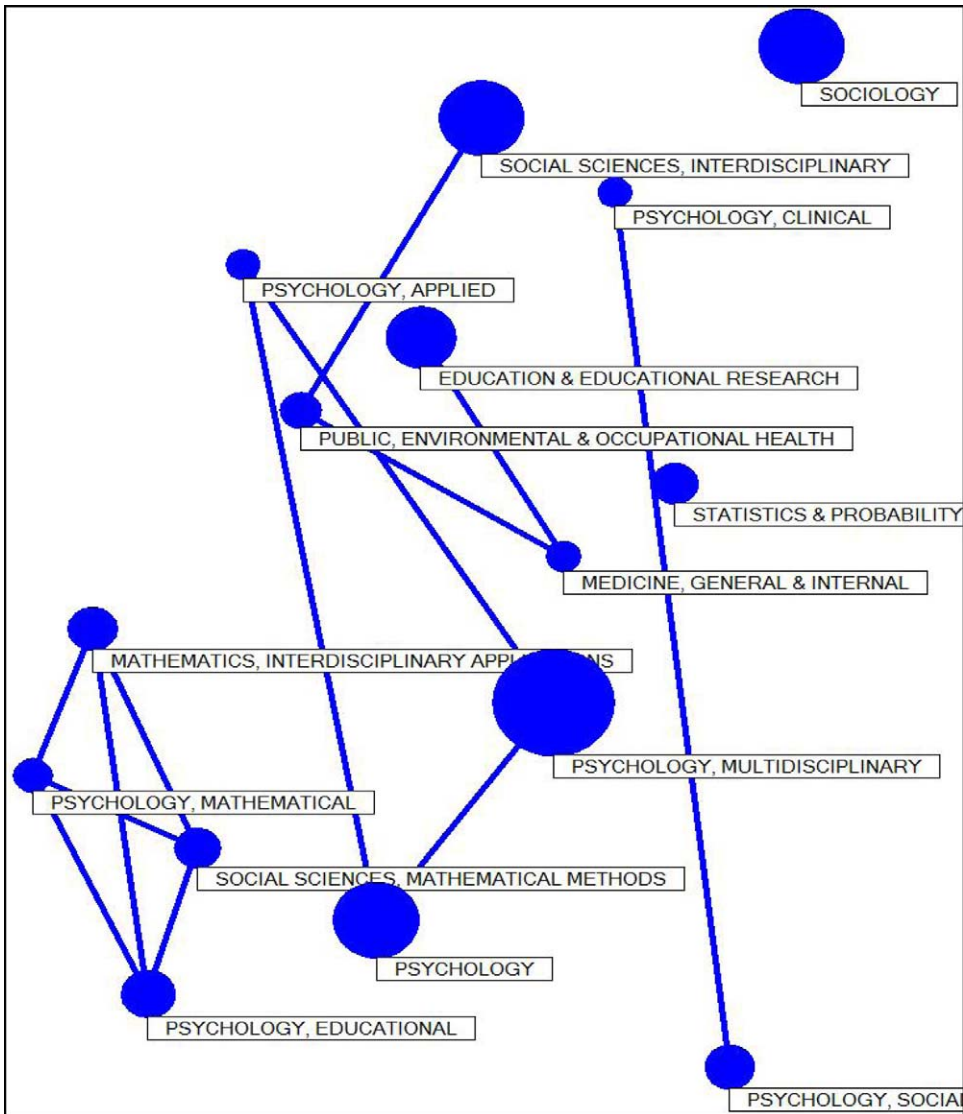 SOCIOLOGY
SOCIAL SCIENCES, INTERDISCIPLINARY
PSYCHOLOGY, CLINICAL
PSYCHOLOGY, APPLIED
EDUCATION & EDUCATIONAL RESEARCH
PUBLIC, ENVIRONMENTAL & OCCUPATIONAL HEALTH
STATISTICS & PROBABILITY
MEDICINE, GENERAL & INTERNAL
MATHEMATICS, INTERDISCIPLINARY
PSYCHOLOGY, MULTIDISCIPLINARY
PSYCHOLOGY, MATHEMATICAL
SOCIAL SCIENCES, MATHEMATICAL METHODS
PSYCHOLOGY
PSYCHOLOGY, EDUCATIONAL
PSYCHOLOGY, SOCIAL